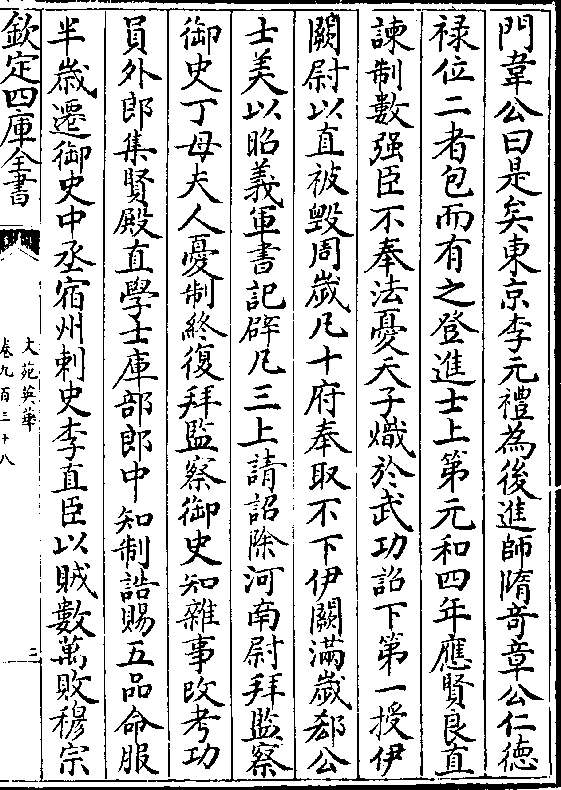 門韋公曰是矣東京李元禮為後進師隋竒章公仁德
禄位二者包而有之登進士上第元和四年應賢良直
諫制數强臣不奉法憂天子熾於武功詔下第一授伊
闕尉以直被毁周嵗凡十府奉取不下伊闕滿嵗郄公
士美以昭義軍書記辟凡三上請詔除河南尉拜監察
御史丁母夫人憂制終復拜監察御史知雜事改考功
員外郎集賢殿直學士庫部郎中知制誥賜五品命服
半嵗遷御史中丞宿州刺史李直臣以贼數萬敗穆宗
欽定四庫全書
文苑英華
卷九百三十八
三